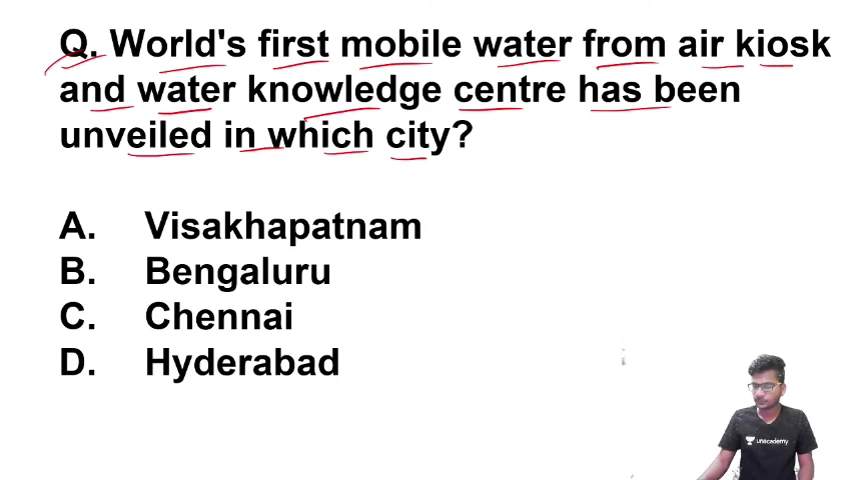 Q. World's first mobile water from air kiosk
and water knowledge centre has been
unveiled in which city?
A. Visakhapatnam
B. Bengaluru
C. Chennai
D. Hyderabad
unacademy